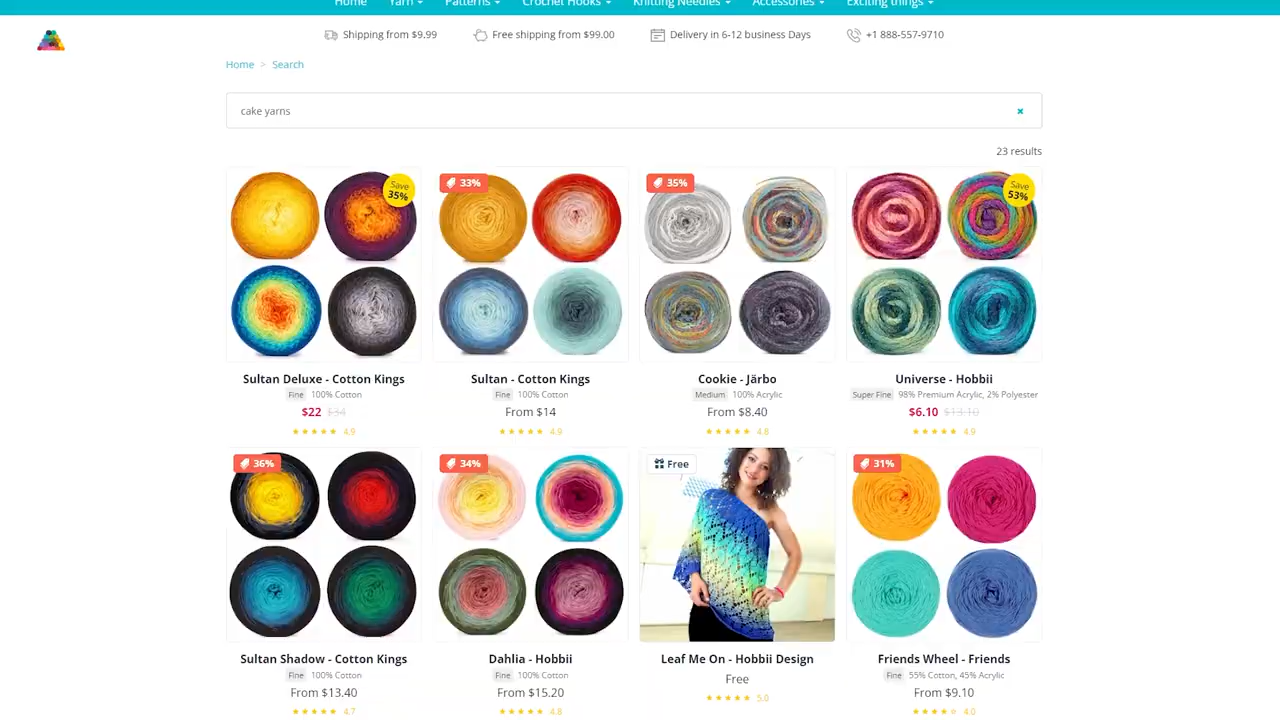 Home Yarn Patterns Crochet Hooks Knitting Needles Accessories Exciting things
Shipping from $9.99 Free shipping from $99.00 Delivery in 6-12 business Days +1 888-557-9710
Home > Search
cake yarns
23 results
Save 35%
33%
35%
Save 53%
Sultan Deluxe - Cotton Kings
Fine 100% Cotton
$22 $34
4.9
Sultan - Cotton Kings
Fine 100% Cotton
From $14
4.9
Cookie - Järbo
Medium 100% Acrylic
From $8.40
4.8
Universe - Hobbii
Super Fine 98% Premium Acrylic, 2% Polyester
$6.10 $13.10
4.9
36%
34%
Free
31%
Sultan Shadow - Cotton Kings
Fine 100% Cotton
From $13.40
4.7
Dahlia - Hobbii
Fine 100% Cotton
From $15.20
4.8
Leaf Me On - Hobbii Design
Free
5.0
Friends Wheel - Friends
Fine 55% Cotton, 45% Acrylic
From $9.10
4.0